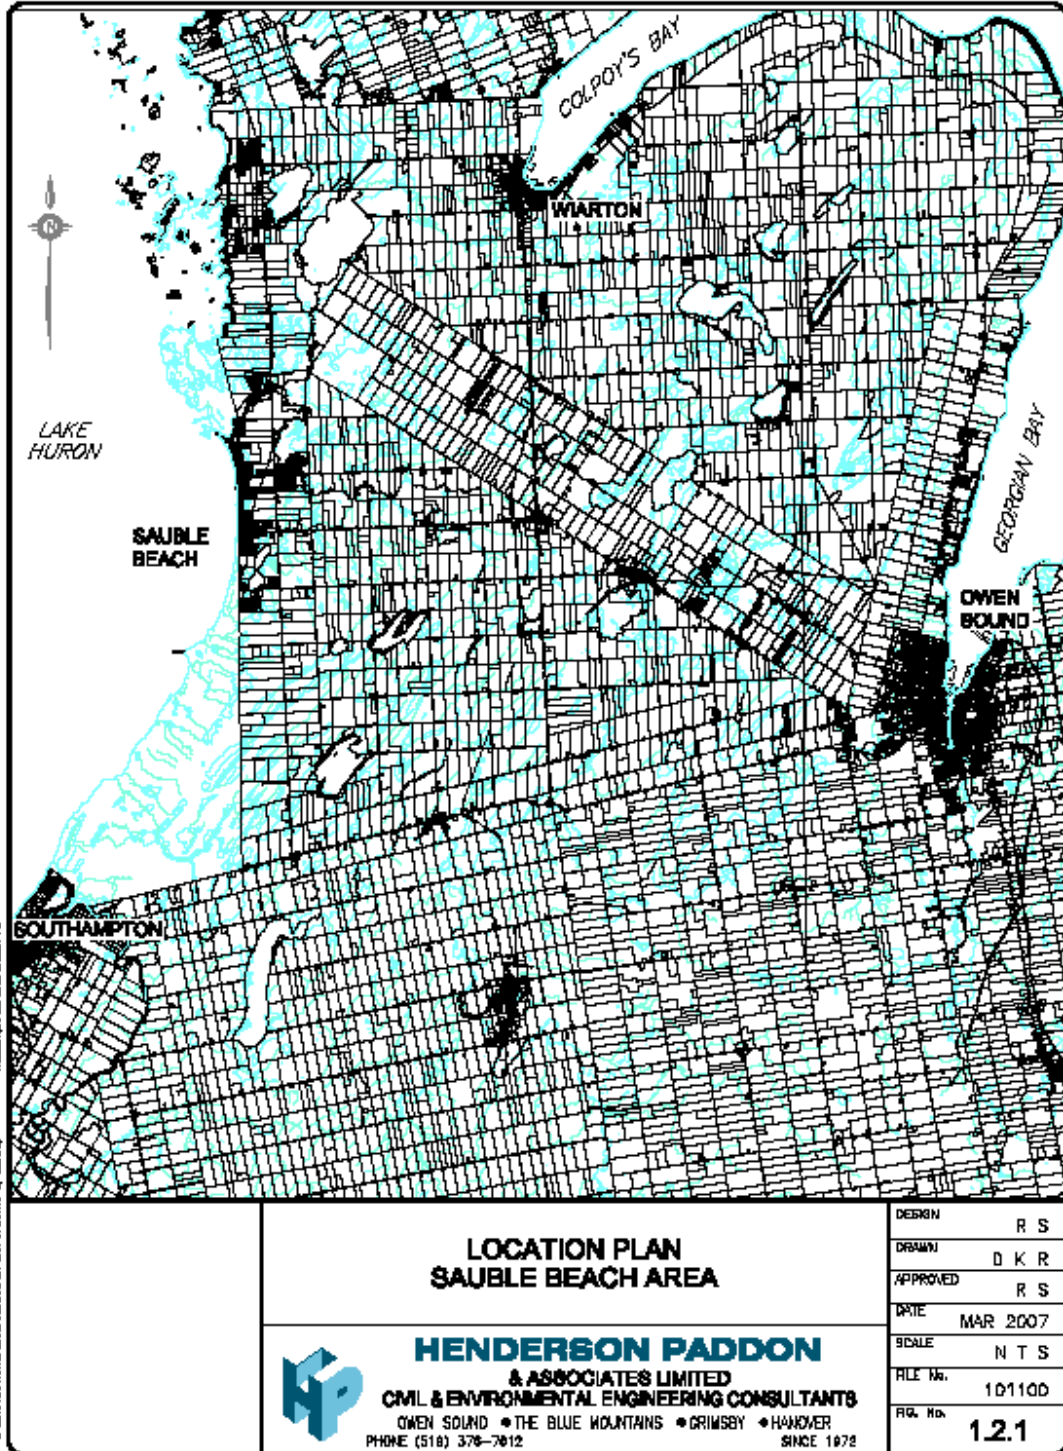 COLPOY'S BAY
WIARTON
N
LAKE
HURON
SAUBLE
BEACH
GEORGIAN BAY
OWEN
SOUND
SOUTHAMPTON
LOCATION PLAN
SAUBLE BEACH AREA
HENDERSON PADDON
& ASSOCIATES LIMITED
CIVIL & ENVIRONMENTAL ENGINEERING CONSULTANTS
OWEN SOUND • THE BLUE MOUNTAINS • GRIMSBY • HANOVER
PHONE (519) 376-7612 SINCE 1972
DESIGN R S
DRAWN D K R
APPROVED R S
DATE MAR 2007
SCALE N T S
FILE No. 101100
FIG. No. 1.2.1